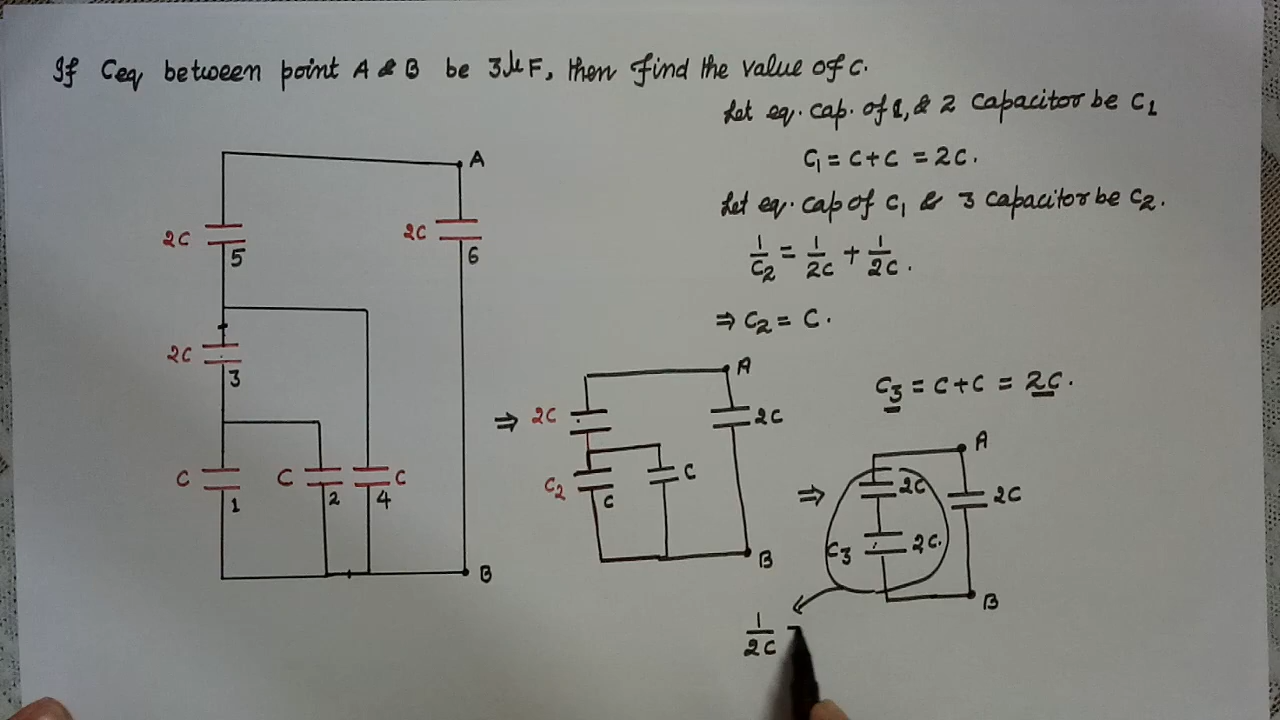 If Ceq between point A & B be 3μF, then find the value of C.
Let eq. cap. of 1, & 2 capacitor be C1
C1 = C+C = 2C.
Let eq. cap of C1 & 3 capacitor be C2.
1/C2 = 1/2C + 1/2C.
⇒ C2 = C.
C3 = C+C = 2C.
A
2C
5
2C
6
2C
3
C
1
C
2
C
4
B
⇒
A
2C
2C
C2
C
C
B
⇒
A
2C
2C
C3
2C.
B
1/2C -